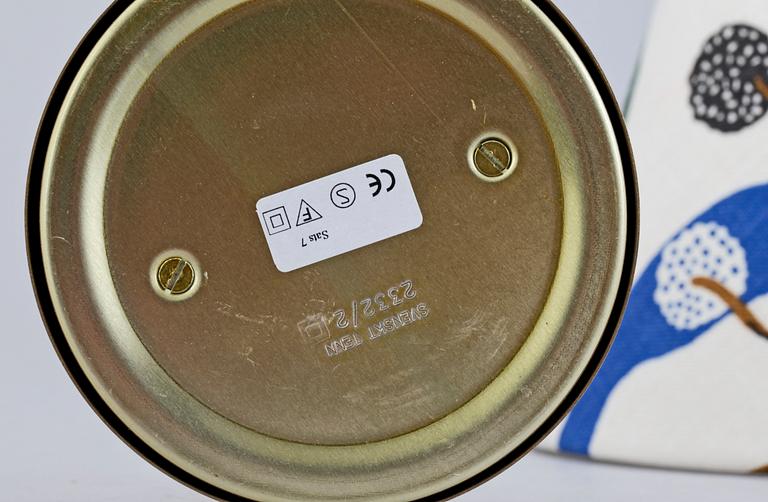 SVENSKT TENN
2332/2
Sats 7
CE S F